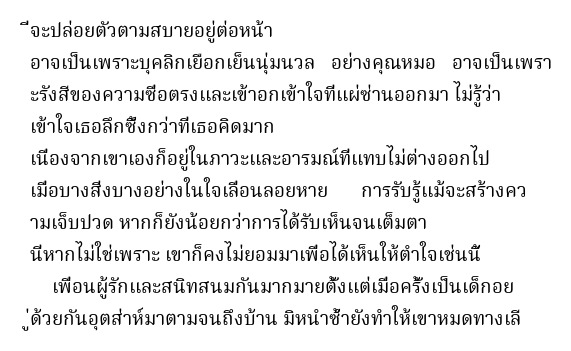 ี่จะปล่อยตัวตามสบายอยู่ต่อหน้า
อาจเป็นเพราะบุคลิกเยือกเย็นนุ่มนวล อย่างคุณหมอ อาจเป็นเพรา
ะรังสีของความซื่อตรงและเข้าอกเข้าใจที่แผ่ซ่านออกมา ไม่รู้ว่า
เข้าใจเธอลึกซึ้งกว่าที่เธอคิดมาก
เนื่องจากเขาเองก็อยู่ในภาวะและอารมณ์ที่แทบไม่ต่างออกไป
เมื่อบางสิ่งบางอย่างในใจเลือนลอยหาย การรับรู้แม้จะสร้างคว
ามเจ็บปวด หากก็ยังน้อยกว่าการได้รับเห็นจนเต็มตา
นี่หากไม่ใช่เพราะ เขาก็คงไม่ยอมมาเพื่อได้เห็นให้ตำใจเช่นนี้
เพื่อนผู้รักและสนิทสนมกันมากมายตั้งแต่เมื่อครั้งเป็นเด็กอย
ู่ด้วยกันอุตส่าห์มาตามจนถึงบ้าน มิหนำซ้ำยังทำให้เขาหมดทางเลี